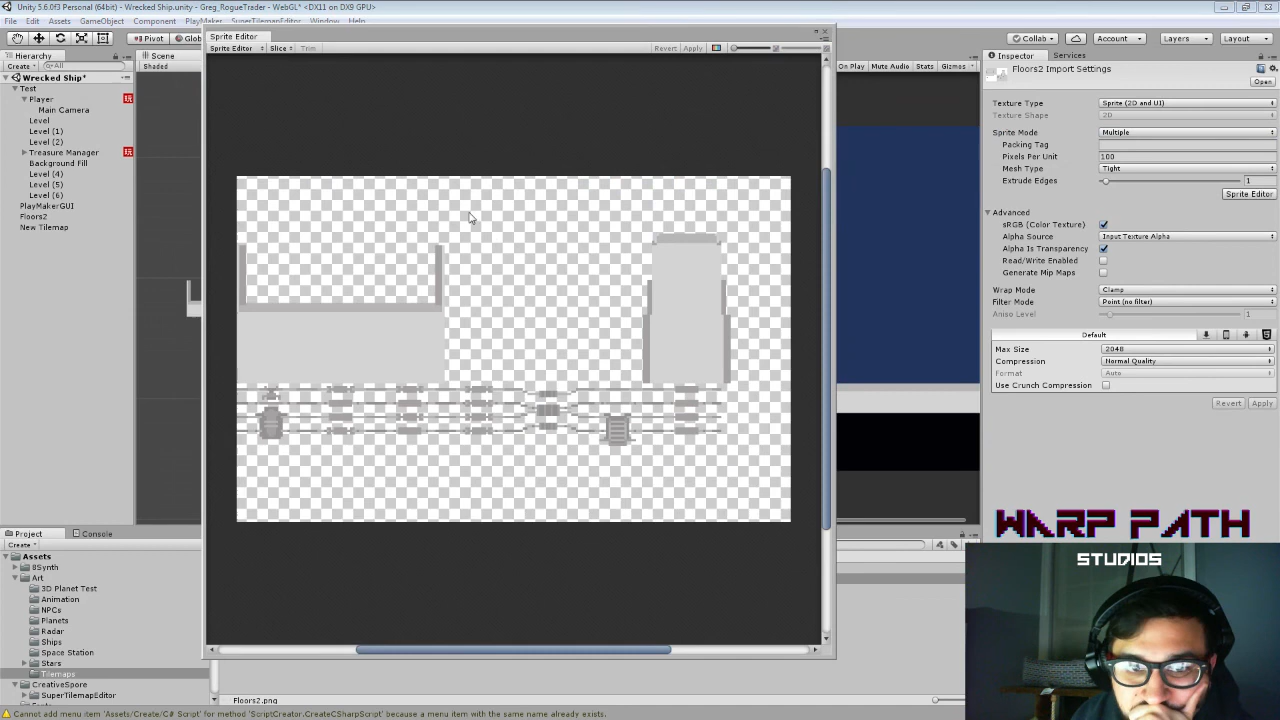 Unity 5.6.0f3 Personal (64bit) - Wrecked Ship.unity - Greg_RogueTrader - WebGL* <DX11 on DX9 GPU>
File Edit Assets GameObject Component PlayMaker SuperTilemapEditor Window Help
Pivot Glob
Collab Account Layers Layout
Hierarchy
Create All
Wrecked Ship*
Test
Player
Main Camera
Level
Level (1)
Level (2)
Treasure Manager
Background Fill
Level (4)
Level (5)
Level (6)
PlayMakerGUI
Floors2
New Tilemap
Scene
Shaded
Sprite Editor
Sprite Editor Slice Trim Revert Apply
On Play Mute Audio Stats Gizmos
Inspector Services
Floors2 Import Settings
Open
Texture Type Sprite (2D and UI)
Texture Shape 2D
Sprite Mode Multiple
Packing Tag
Pixels Per Unit 100
Mesh Type Tight
Extrude Edges 1
Sprite Editor
Advanced
sRGB (Color Texture)
Alpha Source Input Texture Alpha
Alpha Is Transparency
Read/Write Enabled
Generate Mip Maps
Wrap Mode Clamp
Filter Mode Point (no filter)
Aniso Level 1
Default
Max Size 2048
Compression Normal Quality
Format Auto
Use Crunch Compression
Revert Apply
WARP PATH
STUDIOS
Project Console
Create
Assets
8Synth
Art
3D Planet Test
Animation
NPCs
Planets
Radar
Ships
Space Station
Stars
Tilemaps
CreativeSpore
SuperTilemapEditor
Floors2.png
Cannot add menu item 'Assets/Create/C# Script' for method 'ScriptCreator.CreateCSharpScript' because a menu item with the same name already exists.